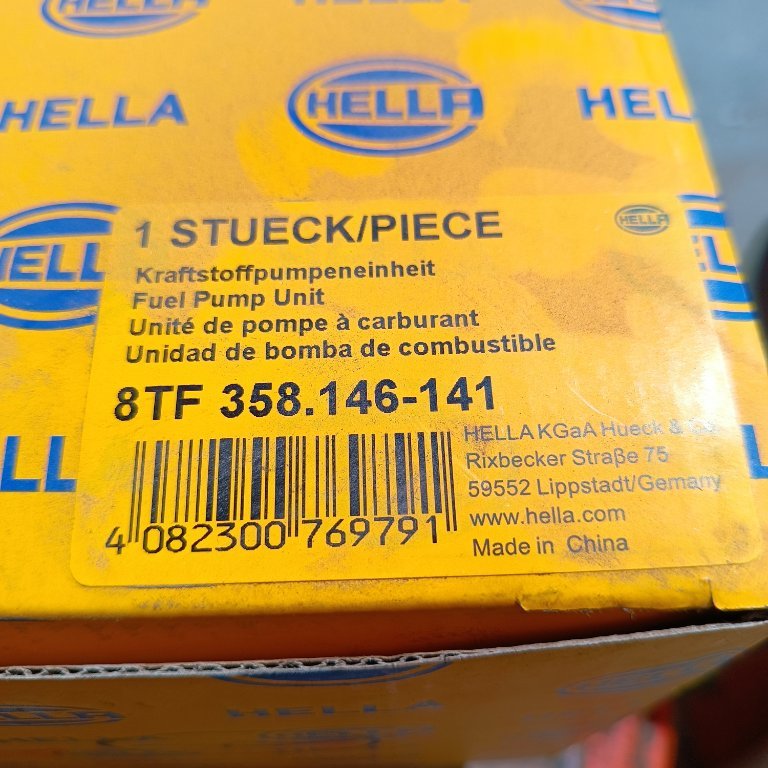 HELLA
HELLA
HELLA
1 STUECK/PIECE
HELLA
Kraftstoffpumpeneinheit
Fuel Pump Unit
Unité de pompe à carburant
Unidad de bomba de combustible
8TF 358.146-141
HELLA KGaA Hueck &
Rixbecker Straße 75
59552 Lippstadt/Germany
www.hella.com
Made in China
4 082300 769791
HELLA